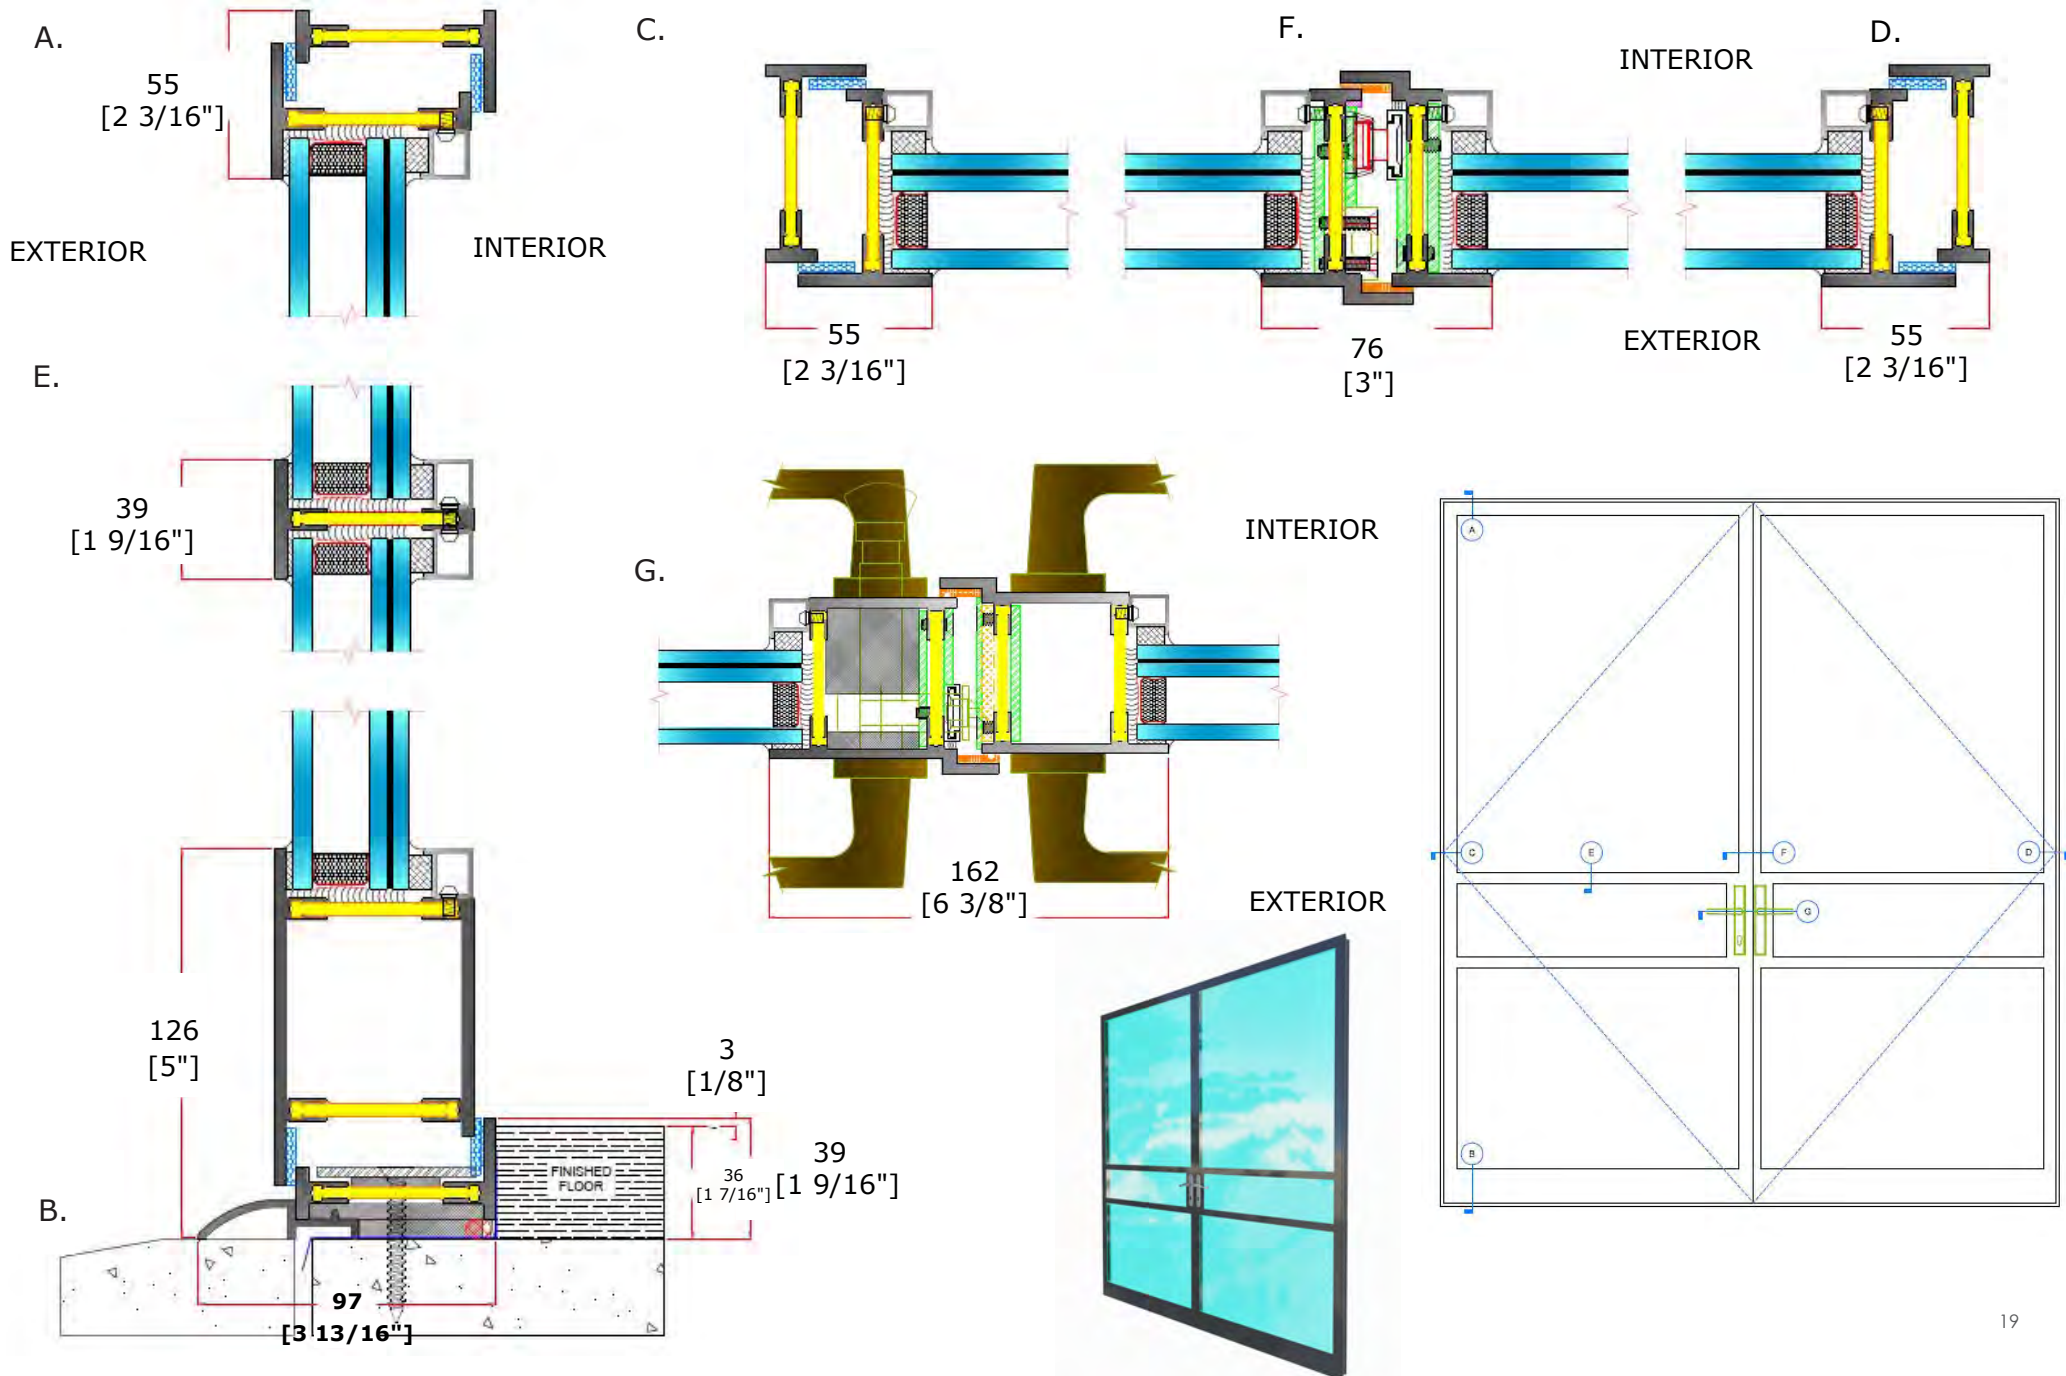 A.
55
[2 3/16"]
EXTERIOR
INTERIOR
C.
55
[2 3/16"]
F.
76
[3"]
INTERIOR
EXTERIOR
D.
55
[2 3/16"]
E.
39
[1 9/16"]
G.
INTERIOR
162
[6 3/8"]
EXTERIOR
126
[5"]
3
[1/8"]
36
[1 7/16"]
39
[1 9/16"]
FINISHED
FLOOR
B.
97
[3 13/16"]
A
C
E
F
D
G
B
19